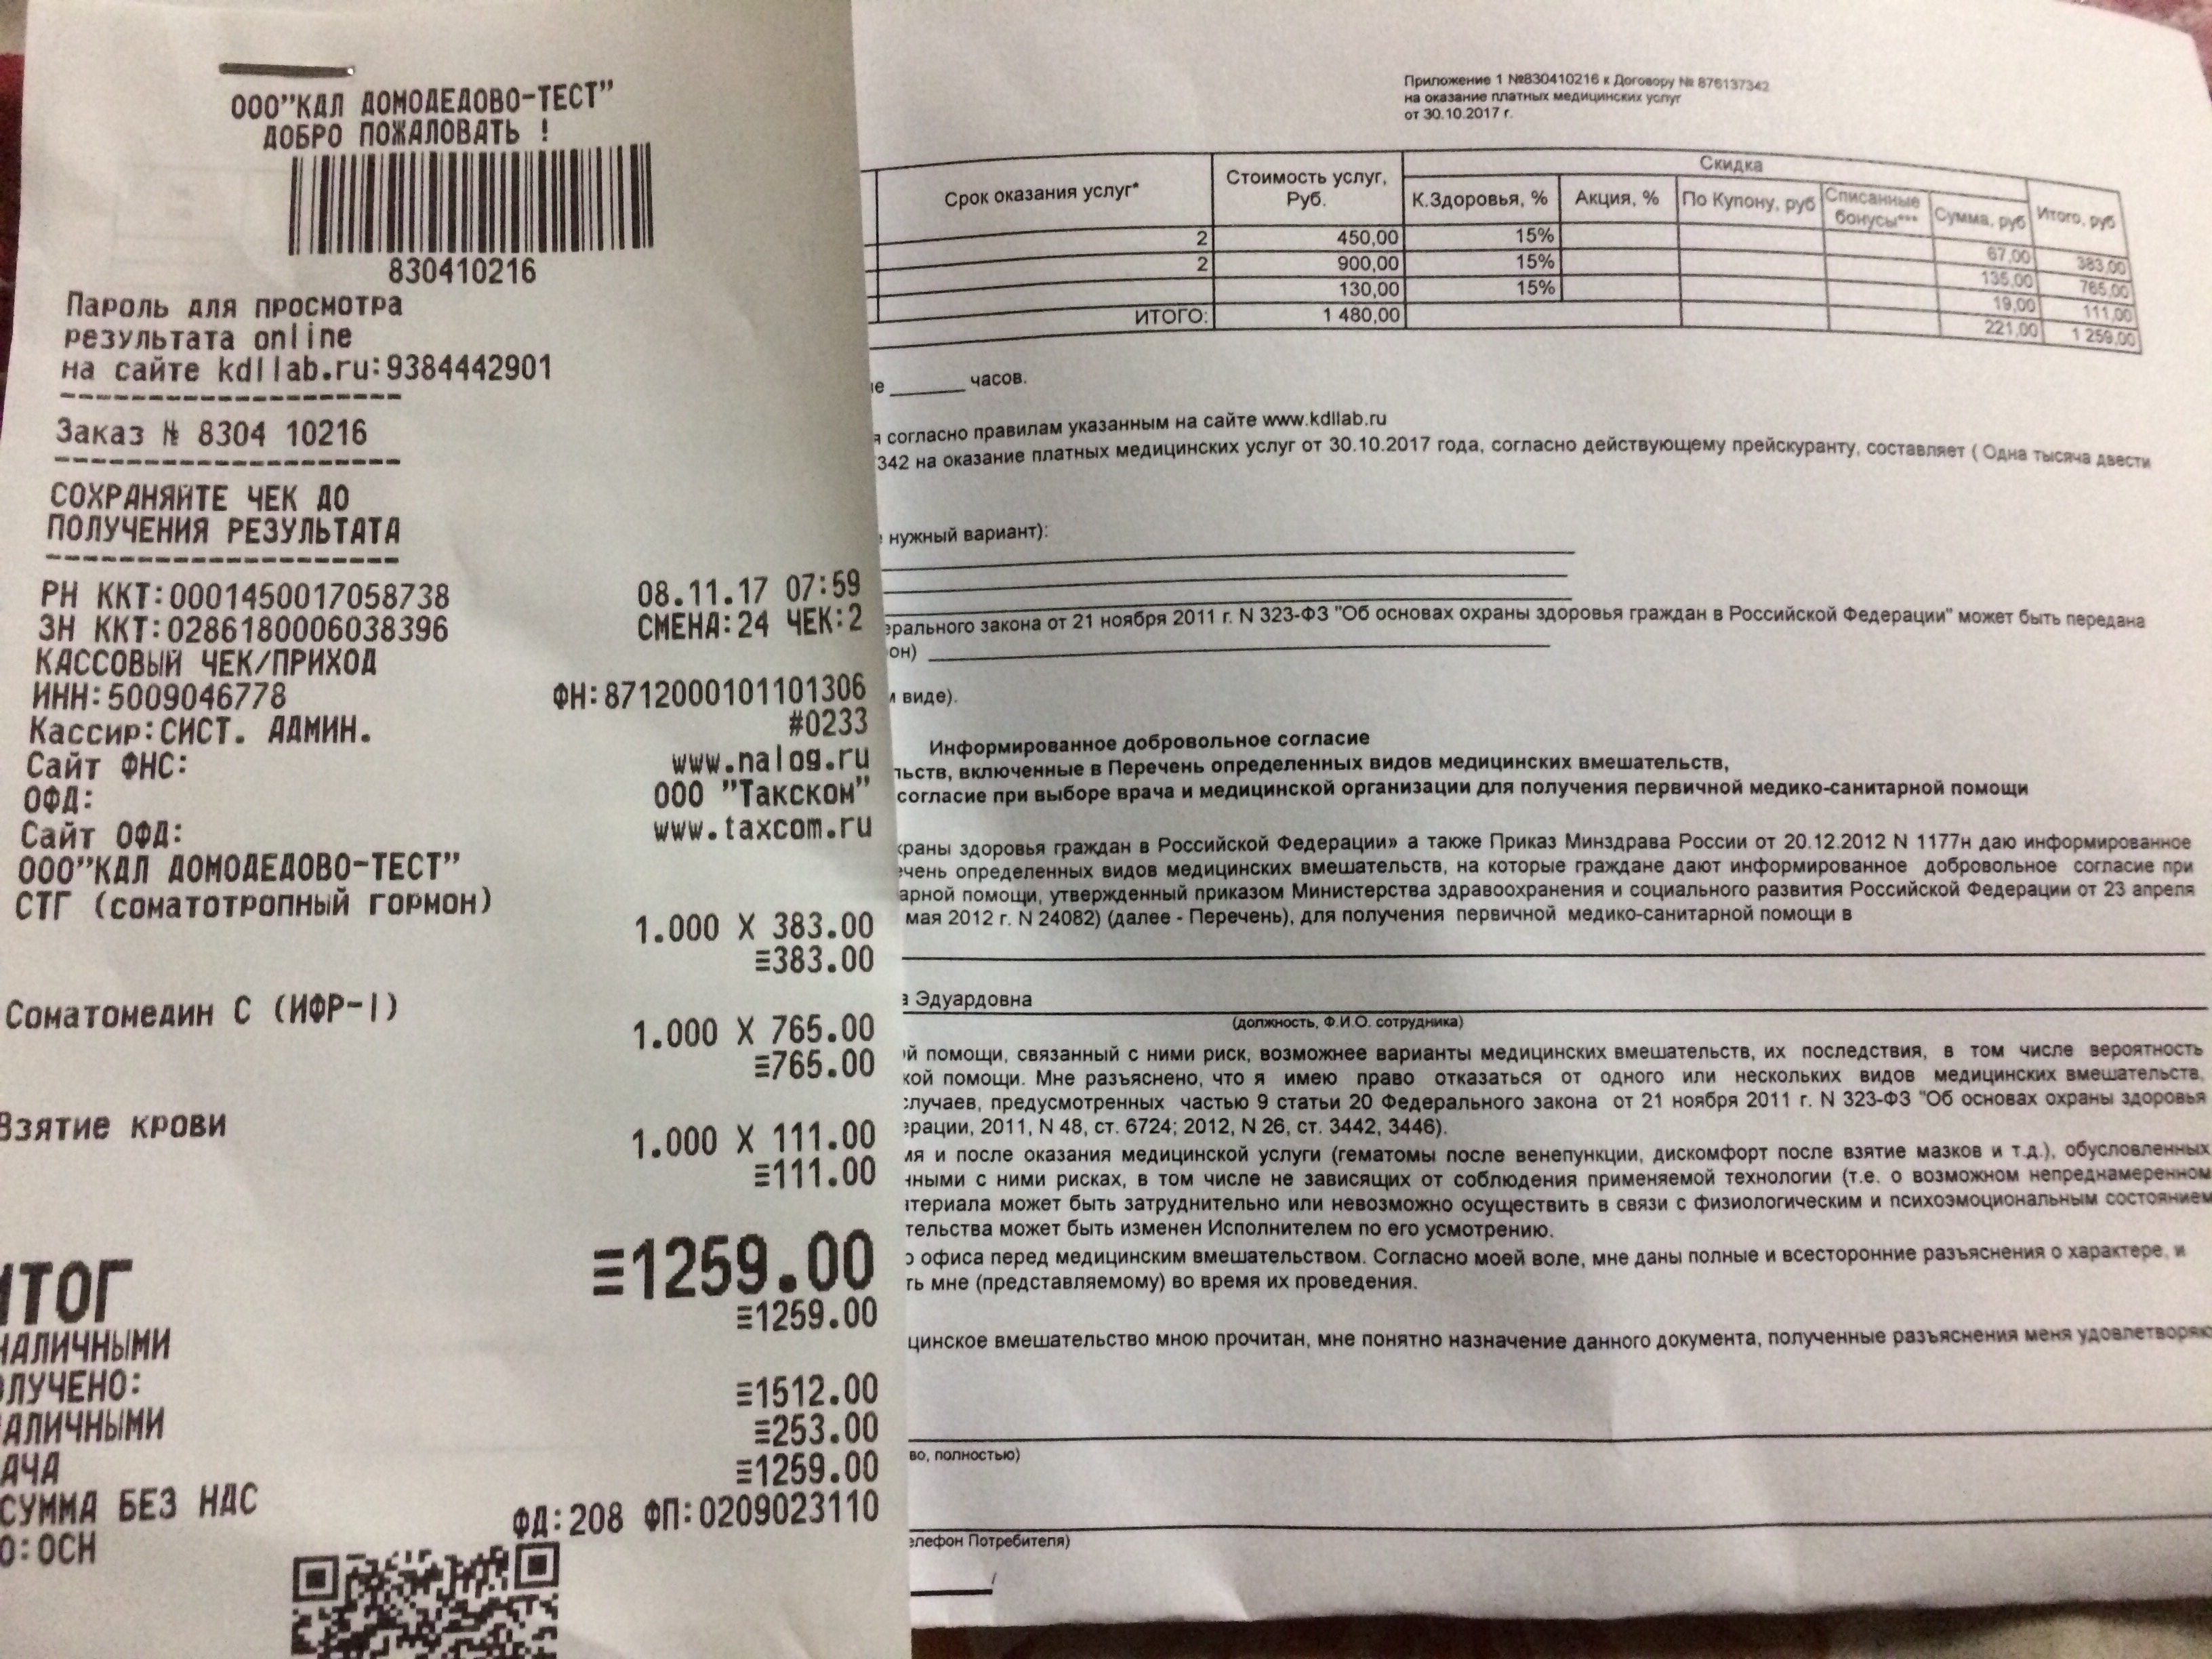 ООО"КДЛ ДОМОДЕДОВО-ТЕСТ"
ДОБРО ПОЖАЛОВАТЬ !
830410216
Пароль для просмотра
результата online
на сайте kdllab.ru:9384442901
Заказ № 8304 10216
СОХРАНЯЙТЕ ЧЕК ДО
ПОЛУЧЕНИЯ РЕЗУЛЬТАТА
РН ККТ:0001450017058738 08.11.17 07:59
ЗН ККТ:0286180006038396 СМЕНА:24 ЧЕК:2
КАССОВЫЙ ЧЕК/ПРИХОД
ИНН:5009046778 ФН:8712000101101306
Кассир:СИСТ. АДМИН. #0233
Сайт ФНС: www.nalog.ru
ОФД: ООО "Такском"
Сайт ОФД: www.taxcom.ru
ООО"КДЛ ДОМОДЕДОВО-ТЕСТ"
СТГ (соматотропный гормон)
1.000 X 383.00
≡383.00
Соматомедин С (ИФР-I)
1.000 X 765.00
≡765.00
Взятие крови
1.000 X 111.00
≡111.00
ИТОГ ≡1259.00
НАЛИЧНЫМИ ≡1259.00
ОЛУЧЕНО:
НАЛИЧНЫМИ ≡1512.00
АЧА ≡253.00
СУММА БЕЗ НДС ≡1259.00
О:ОСН ФД:208 ФП:0209023110
Приложение 1 №830410216 к Договору № 876137342
на оказание платных медицинских услуг
от 30.10.2017 г.
Срок оказания услуг* Стоимость услуг, Руб. Скидка
К.Здоровья, % Акция, % По Купону, руб Списанные бонусы*** Сумма, руб Итого, руб
2 450,00 15% 67,00 383,00
2 900,00 15% 135,00 765,00
130,00 15% 19,00 111,00
ИТОГО: 1 480,00 221,00 1 259,00
ие ______ часов.
я согласно правилам указанным на сайте www.kdllab.ru
342 на оказание платных медицинских услуг от 30.10.2017 года, согласно действующему прейскуранту, составляет ( Одна тысяча двести
нужный вариант):
ерального закона от 21 ноября 2011 г. N 323-ФЗ "Об основах охраны здоровья граждан в Российской Федерации" может быть передана
он)
виде).
Информированное добровольное согласие
льств, включенные в Перечень определенных видов медицинских вмешательств,
согласие при выборе врача и медицинской организации для получения первичной медико-санитарной помощи
храны здоровья граждан в Российской Федерации» а также Приказ Минздрава России от 20.12.2012 N 1177н даю информированное
ечень определенных видов медицинских вмешательств, на которые граждане дают информированное добровольное согласие при
арной помощи, утвержденный приказом Министерства здравоохранения и социального развития Российской Федерации от 23 апреля
мая 2012 г. N 24082) (далее - Перечень), для получения первичной медико-санитарной помощи в
а Эдуардовна
(должность, Ф.И.О. сотрудника)
й помощи, связанный с ними риск, возможнее варианты медицинских вмешательств, их последствия, в том числе вероятность
кой помощи. Мне разъяснено, что я имею право отказаться от одного или нескольких видов медицинских вмешательств,
случаев, предусмотренных частью 9 статьи 20 Федерального закона от 21 ноября 2011 г. N 323-ФЗ "Об основах охраны здоровья
ерации, 2011, N 48, ст. 6724; 2012, N 26, ст. 3442, 3446).
мя и после оказания медицинской услуги (гематомы после венепункции, дискомфорт после взятие мазков и т.д.), обусловленных
нными с ними рисках, в том числе не зависящих от соблюдения применяемой технологии (т.е. о возможном непреднамеренном
атериала может быть затруднительно или невозможно осуществить в связи с физиологическим и психоэмоциональным состоянием
тельства может быть изменен Исполнителем по его усмотрению.
о офиса перед медицинским вмешательством. Согласно моей воле, мне даны полные и всесторонние разъяснения о характере, и
ть мне (представляемому) во время их проведения.
цинское вмешательство мною прочитан, мне понятно назначение данного документа, полученные разъяснения меня удовлетворяю
во, полностью)
елефон Потребителя)
/